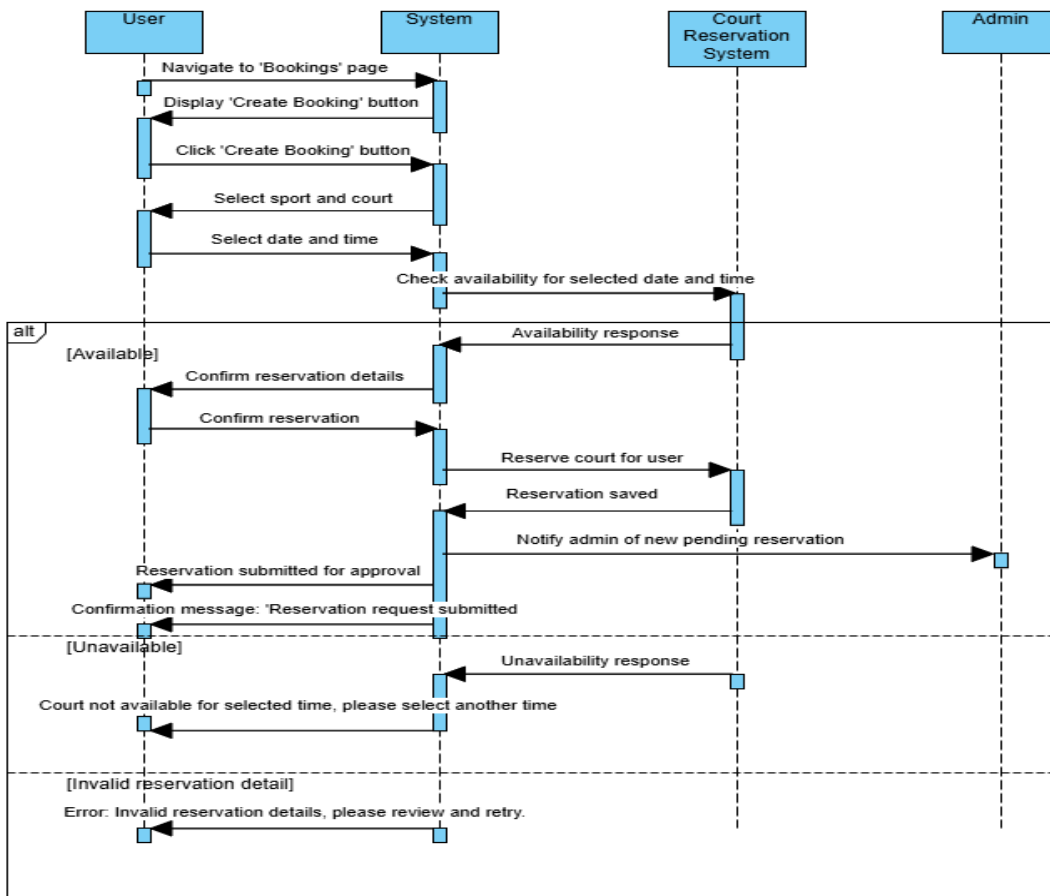 User
System
Court
Reservation
System
Admin
Navigate to 'Bookings' page
Display 'Create Booking' button
Click 'Create Booking' button
Select sport and court
Select date and time
Check availability for selected date and time
alt
Availability response
[Available]
Confirm reservation details
Confirm reservation
Reserve court for user
Reservation saved
Notify admin of new pending reservation
Reservation submitted for approval
Confirmation message: 'Reservation request submitted
[Unavailable]
Unavailability response
Court not available for selected time, please select another time
[Invalid reservation detail]
Error: Invalid reservation details, please review and retry.